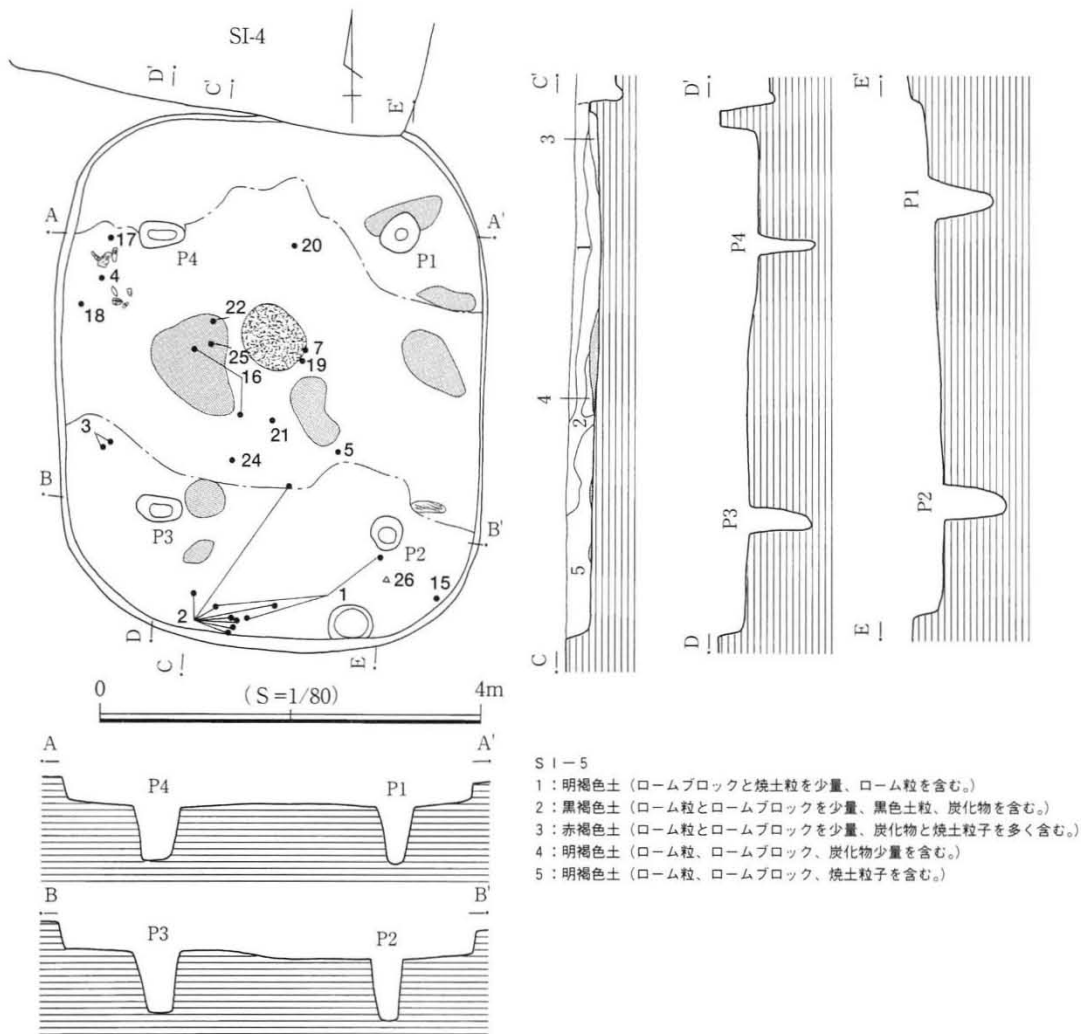 SI-4
D' C' E'
A A'
17 P4 20 P1
4
18
22
25 7
16 19
3 21 5
24
B B'
P3 P2
26 15
2 1
D C E
0 (S=1/80) 4m
C' D' E'
3 P1
1 P4
4 2
P3 P2
5
C D E
A A'
P4 P1
B B'
P3 P2
SI-5
1:明褐色土(ロームブロックと焼土粒を少量、ローム粒を含む。)
2:黒褐色土(ローム粒とロームブロックを少量、黒色土粒、炭化物を含む。)
3:赤褐色土(ローム粒とロームブロックを少量、炭化物と焼土粒子を多く含む。)
4:明褐色土(ローム粒、ロームブロック、炭化物少量を含む。)
5:明褐色土(ローム粒、ロームブロック、焼土粒子を含む。)